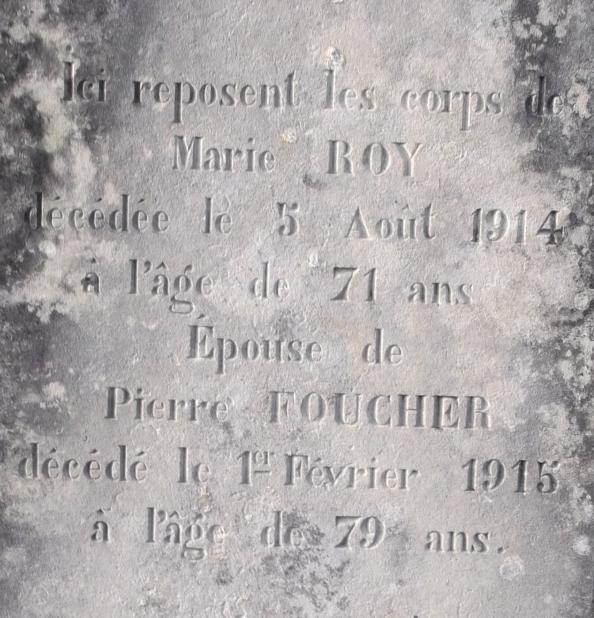 Ici reposent les corps de
Marie ROY
décédée le 5 Août 1914
à l'âge de 71 ans
Épouse de
Pierre FOUCHER
décédé le 1er Février 1915
à l'âge de 79 ans.